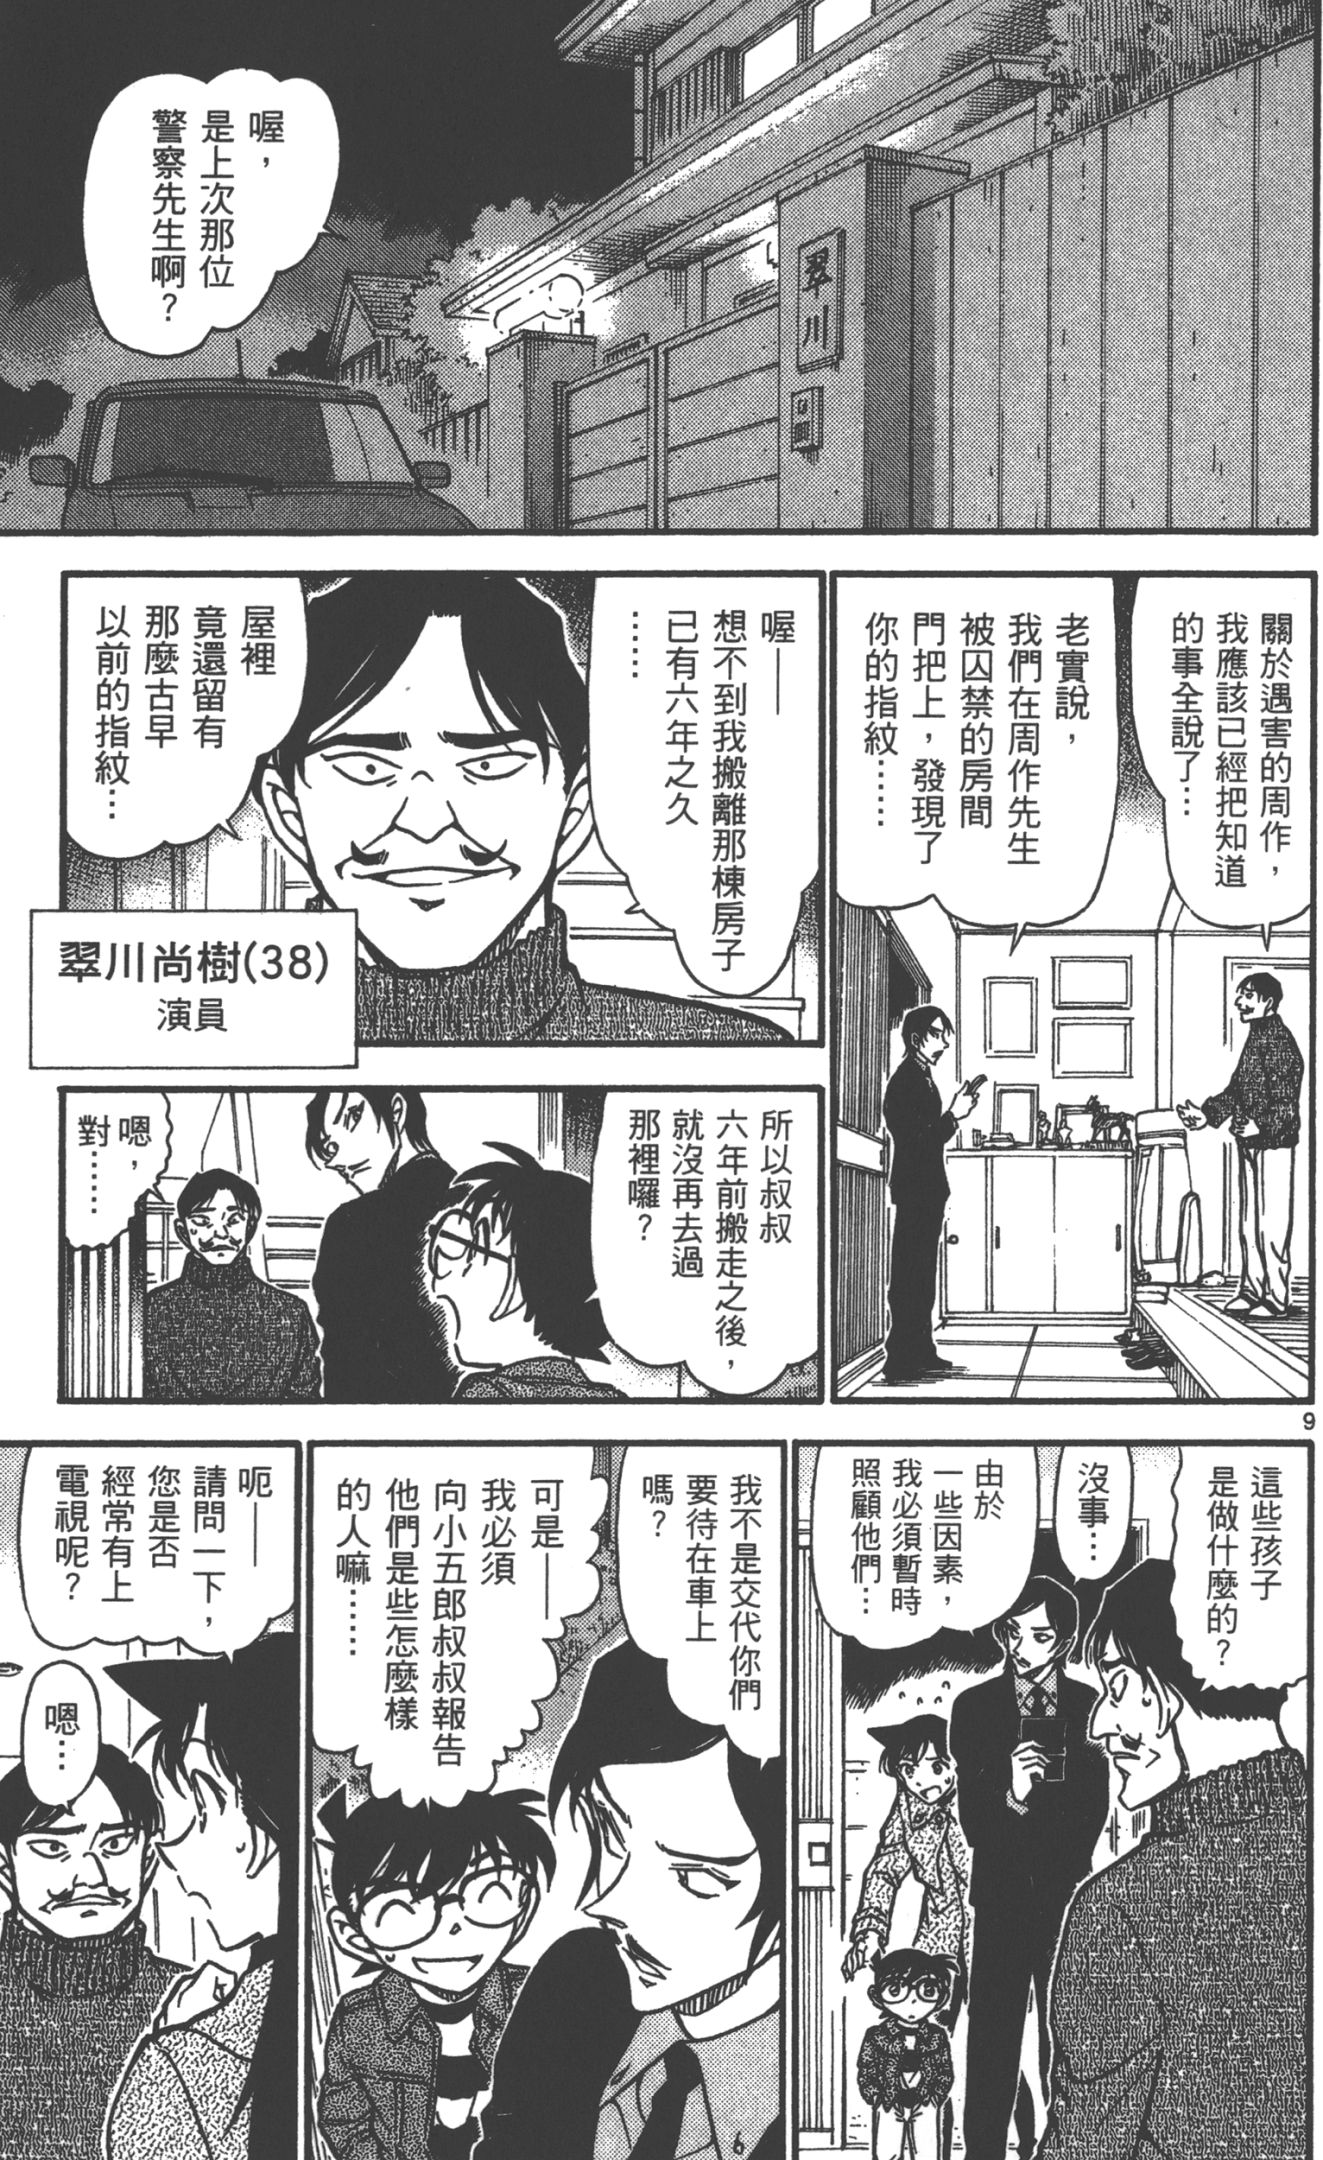 喔，
是上次那位
警察先生啊？
翠川
關於遇害的周作，
我應該已經把知道
的事全說了…
老實說，
我們在周作先生
被囚禁的房間
門把上，發現了
你的指紋……
喔——
想不到我搬離那棟房子
已有六年之久
……
屋裡
竟還留有
那麼古早
以前的指紋…
翠川尚樹(38)
演員
所以叔叔
六年前搬走之後，
就沒再去過
那裡囉？
嗯，
對……
9
這些孩子
是做什麼的？
沒事…
由於
一些因素，
我必須暫時
照顧他們…
我不是交代你們
要待在車上
嗎？
可是——
我必須
向小五郎叔叔報告
他們是些怎麼樣
的人嘛……
呃——
請問一下，
您是否
經常有上
電視呢？
嗯…